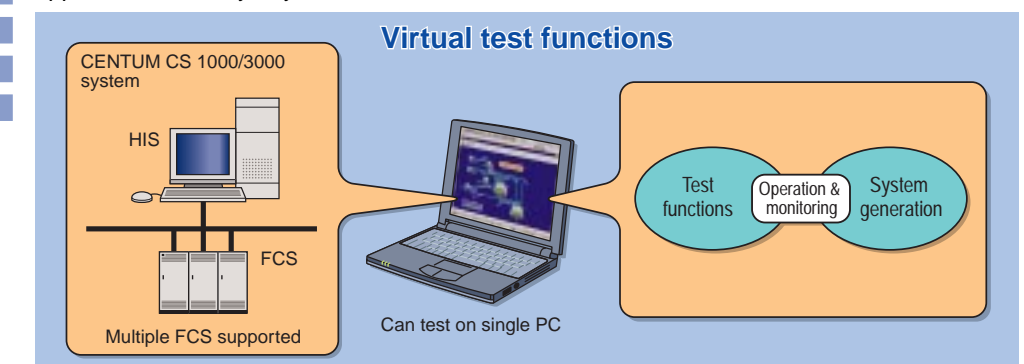 Virtual test functions
CENTUM CS 1000/3000
system
HIS
FCS
Multiple FCS supported
Can test on single PC
Test
functions
Operation &
monitoring
System
generation